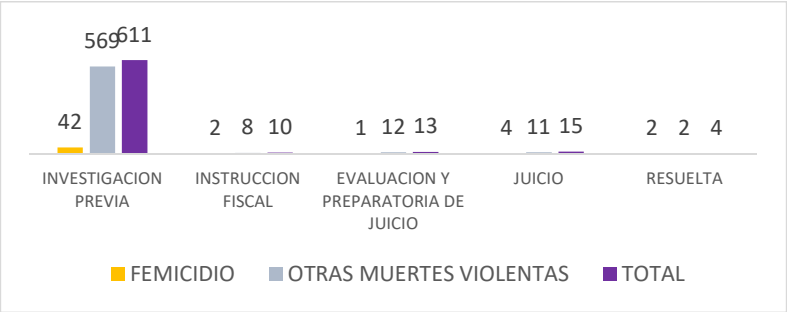 569 611
42
2 8 10
1 12 13
4 11 15
2 2 4
INVESTIGACION
PREVIA
INSTRUCCION
FISCAL
EVALUACION Y
PREPARATORIA DE
JUICIO
JUICIO
RESUELTA
FEMICIDIO
OTRAS MUERTES VIOLENTAS
TOTAL